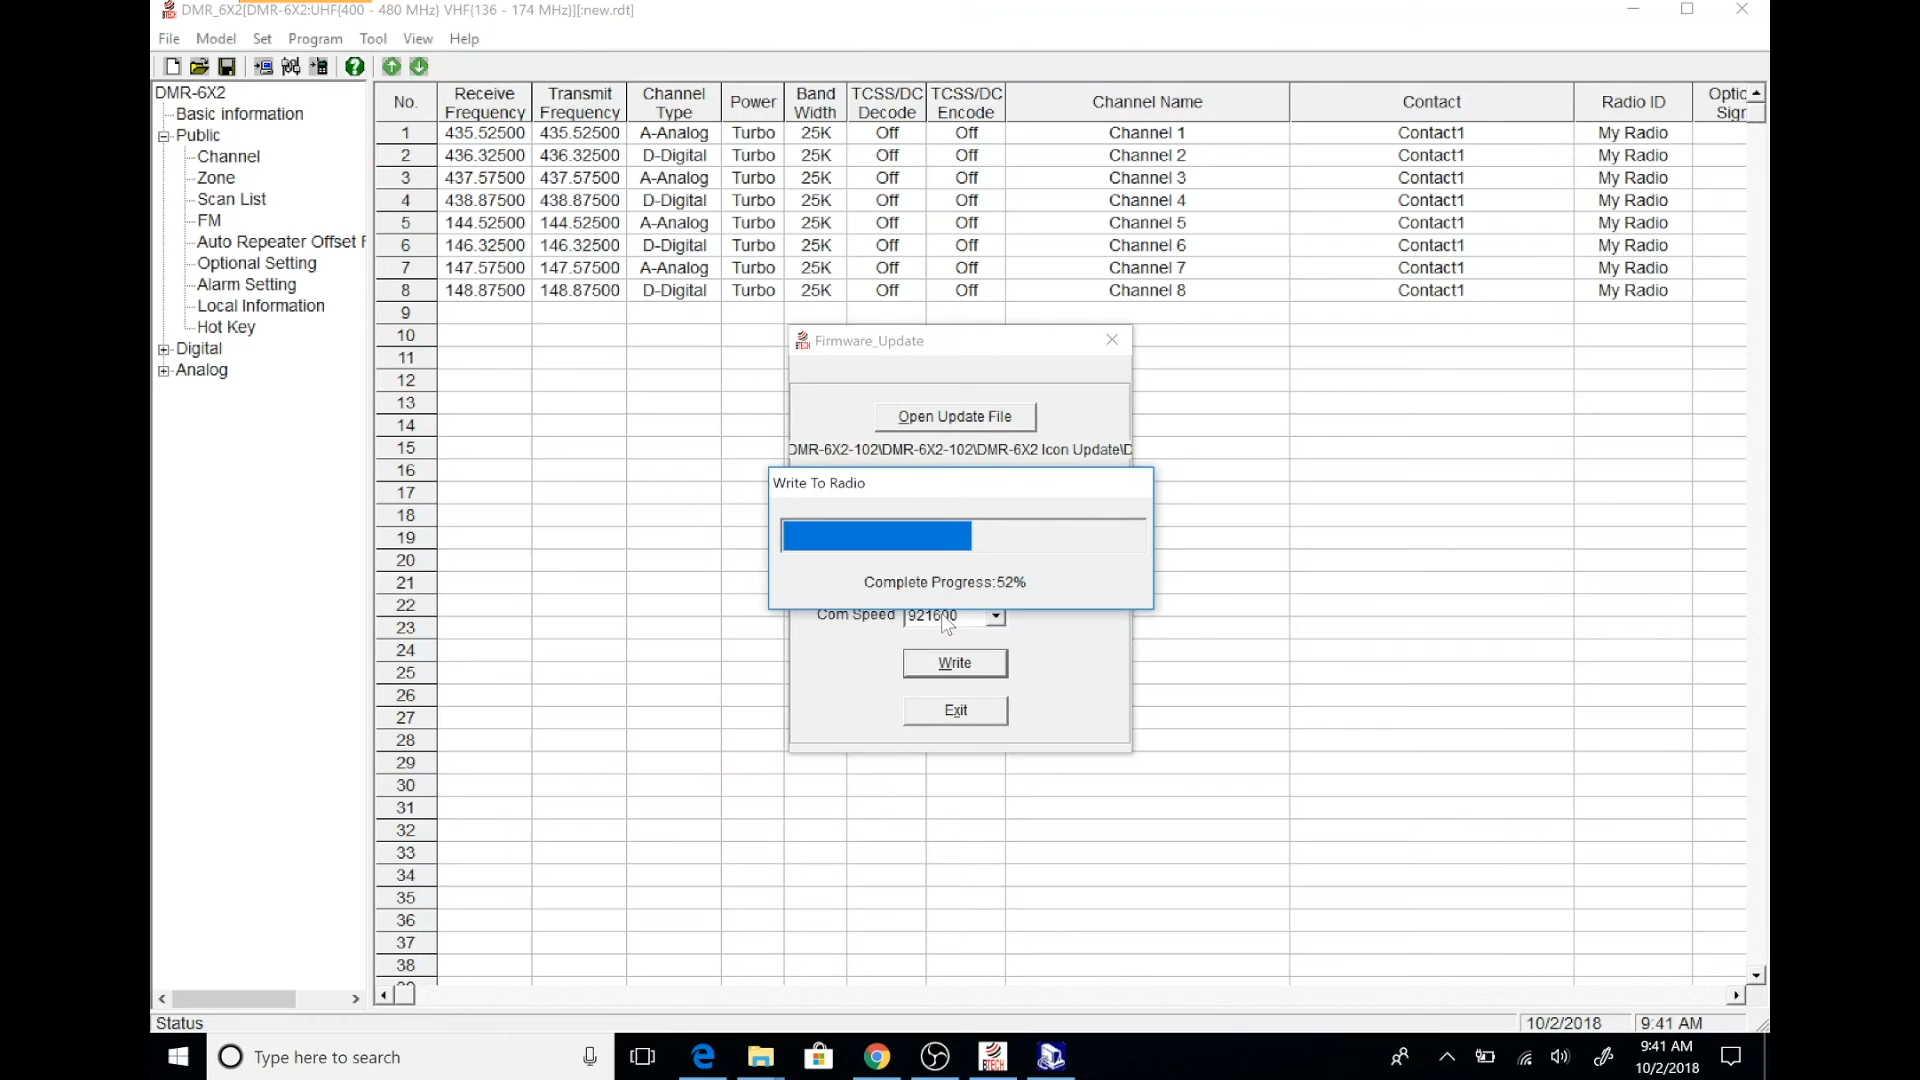 DMR_6X2[DMR-6X2:UHF{400 - 480 MHz} VHF{136 - 174 MHz}][:new.rdt]
File Model Set Program Tool View Help
DMR-6X2
Basic information
Public
Channel
Zone
Scan List
FM
Auto Repeater Offset F
Optional Setting
Alarm Setting
Local Information
Hot Key
Digital
Analog
No. Receive Frequency Transmit Frequency Channel Type Power Band Width TCSS/DC Decode TCSS/DC Encode Channel Name Contact Radio ID Optic Sigr
1 435.52500 435.52500 A-Analog Turbo 25K Off Off Channel 1 Contact1 My Radio
2 436.32500 436.32500 D-Digital Turbo 25K Off Off Channel 2 Contact1 My Radio
3 437.57500 437.57500 A-Analog Turbo 25K Off Off Channel 3 Contact1 My Radio
4 438.87500 438.87500 D-Digital Turbo 25K Off Off Channel 4 Contact1 My Radio
5 144.52500 144.52500 A-Analog Turbo 25K Off Off Channel 5 Contact1 My Radio
6 146.32500 146.32500 D-Digital Turbo 25K Off Off Channel 6 Contact1 My Radio
7 147.57500 147.57500 A-Analog Turbo 25K Off Off Channel 7 Contact1 My Radio
8 148.87500 148.87500 D-Digital Turbo 25K Off Off Channel 8 Contact1 My Radio
9
10
11
12
13
14
15
16
17
18
19
20
21
22
23
24
25
26
27
28
29
30
31
32
33
34
35
36
37
38
Firmware_Update
Open Update File
DMR-6X2-102\DMR-6X2-102\DMR-6X2 Icon Update\D
Write To Radio
Complete Progress:52%
Com Speed 921600
Write
Exit
Status 10/2/2018 9:41 AM
Type here to search
BTECH
9:41 AM
10/2/2018